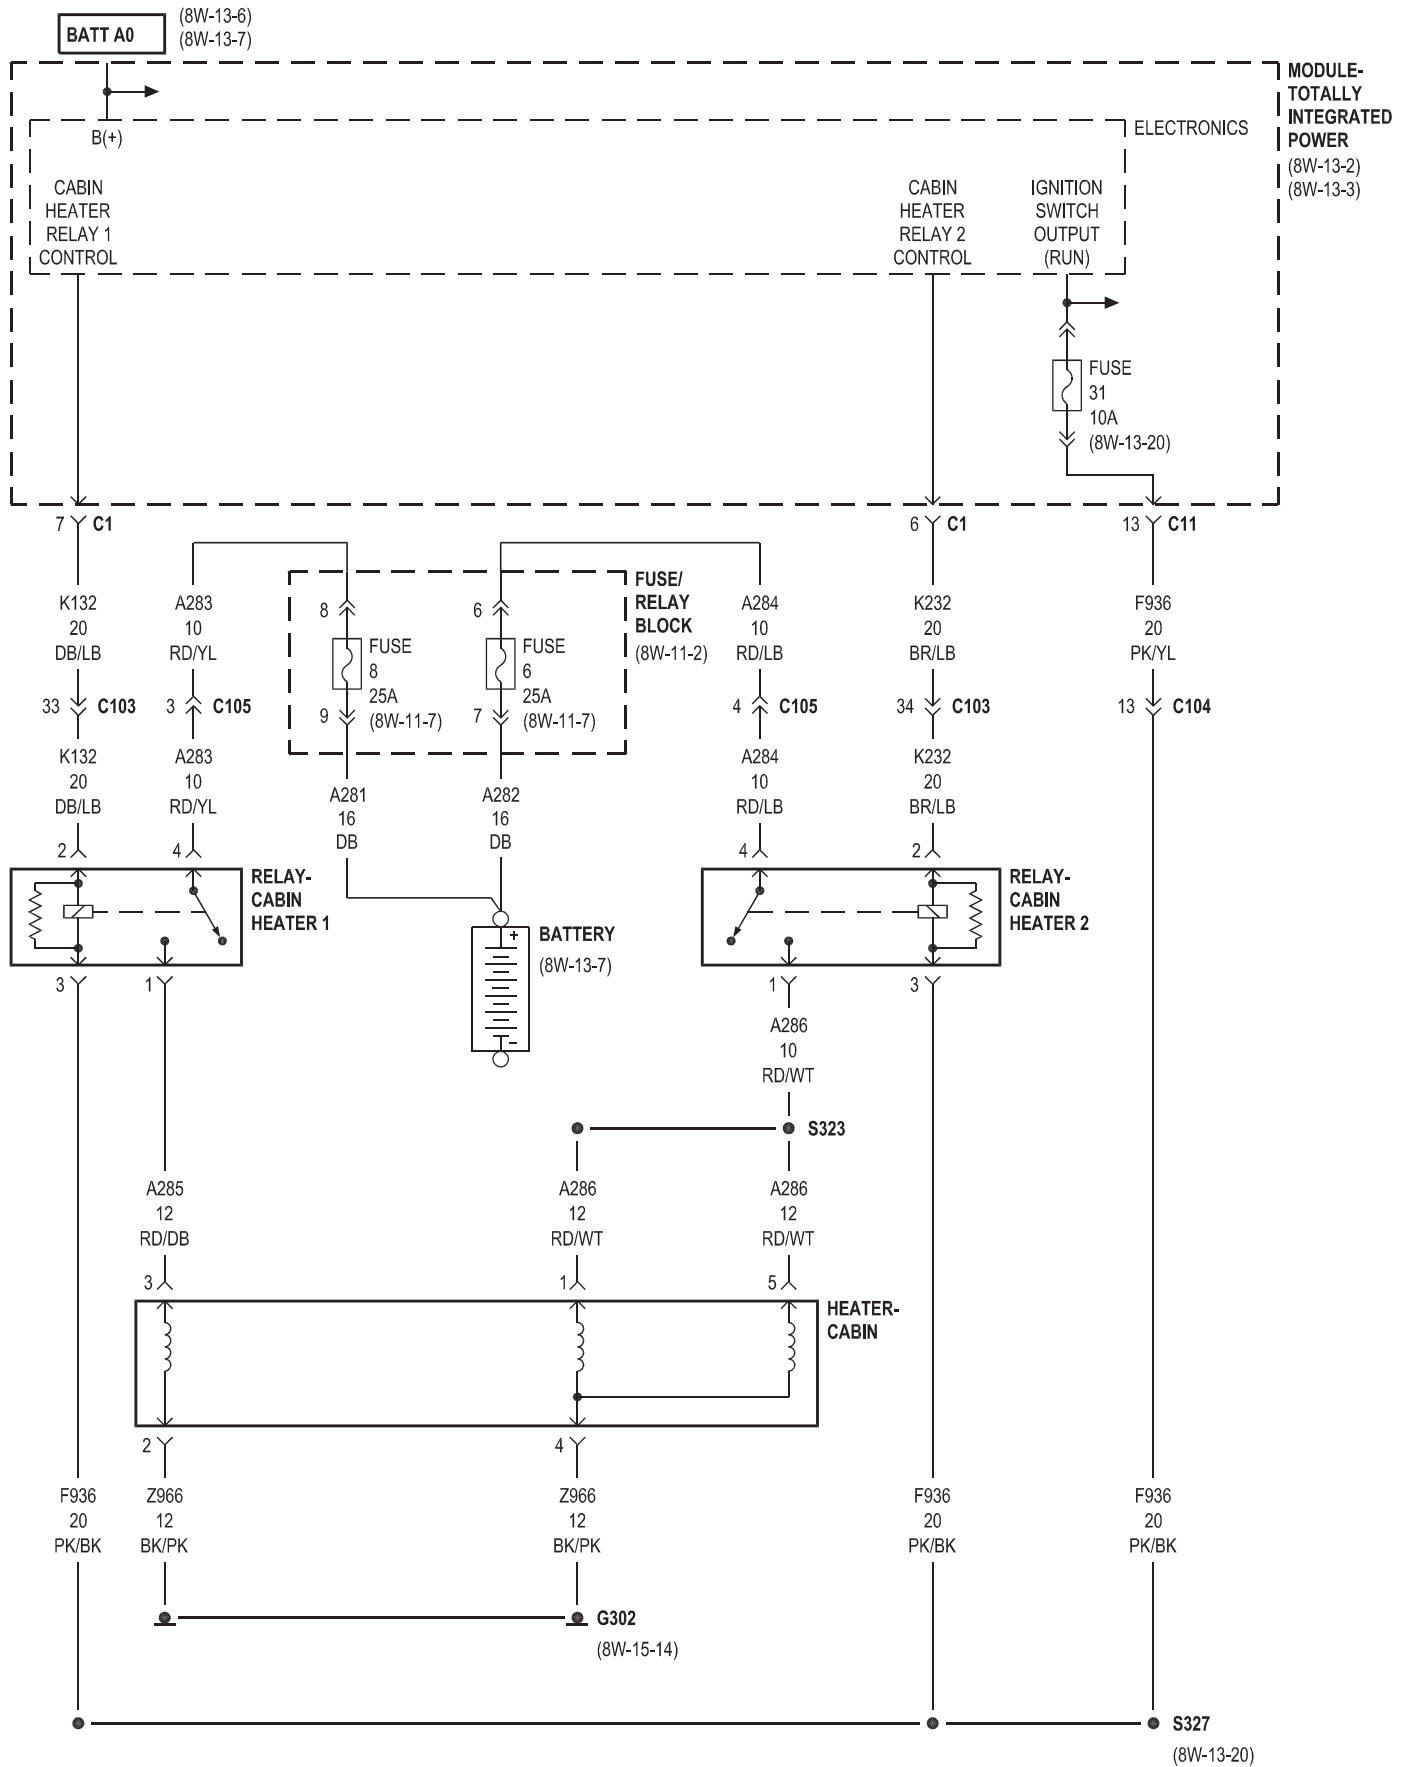 BATT A0
(8W-13-6)
(8W-13-7)
MODULE-
TOTALLY
INTEGRATED
POWER
(8W-13-2)
(8W-13-3)
B(+)
ELECTRONICS
CABIN
HEATER
RELAY 1
CONTROL
CABIN
HEATER
RELAY 2
CONTROL
IGNITION
SWITCH
OUTPUT
(RUN)
FUSE
31
10A
(8W-13-20)
7 C1
6 C1
13 C11
K132
20
DB/LB
A283
10
RD/YL
8
FUSE
8
25A
(8W-11-7)
9
6
FUSE
6
25A
(8W-11-7)
7
FUSE/
RELAY
BLOCK
(8W-11-2)
A284
10
RD/LB
K232
20
BR/LB
F936
20
PK/YL
33 C103
3 C105
4 C105
34 C103
13 C104
K132
20
DB/LB
A283
10
RD/YL
A281
16
DB
A282
16
DB
A284
10
RD/LB
K232
20
BR/LB
2
4
RELAY-
CABIN
HEATER 1
3
1
+
-
BATTERY
(8W-13-7)
4
2
RELAY-
CABIN
HEATER 2
1
3
A286
10
RD/WT
S323
A285
12
RD/DB
A286
12
RD/WT
A286
12
RD/WT
3
1
5
HEATER-
CABIN
2
4
F936
20
PK/BK
Z966
12
BK/PK
Z966
12
BK/PK
F936
20
PK/BK
F936
20
PK/BK
G302
(8W-15-14)
S327
(8W-13-20)